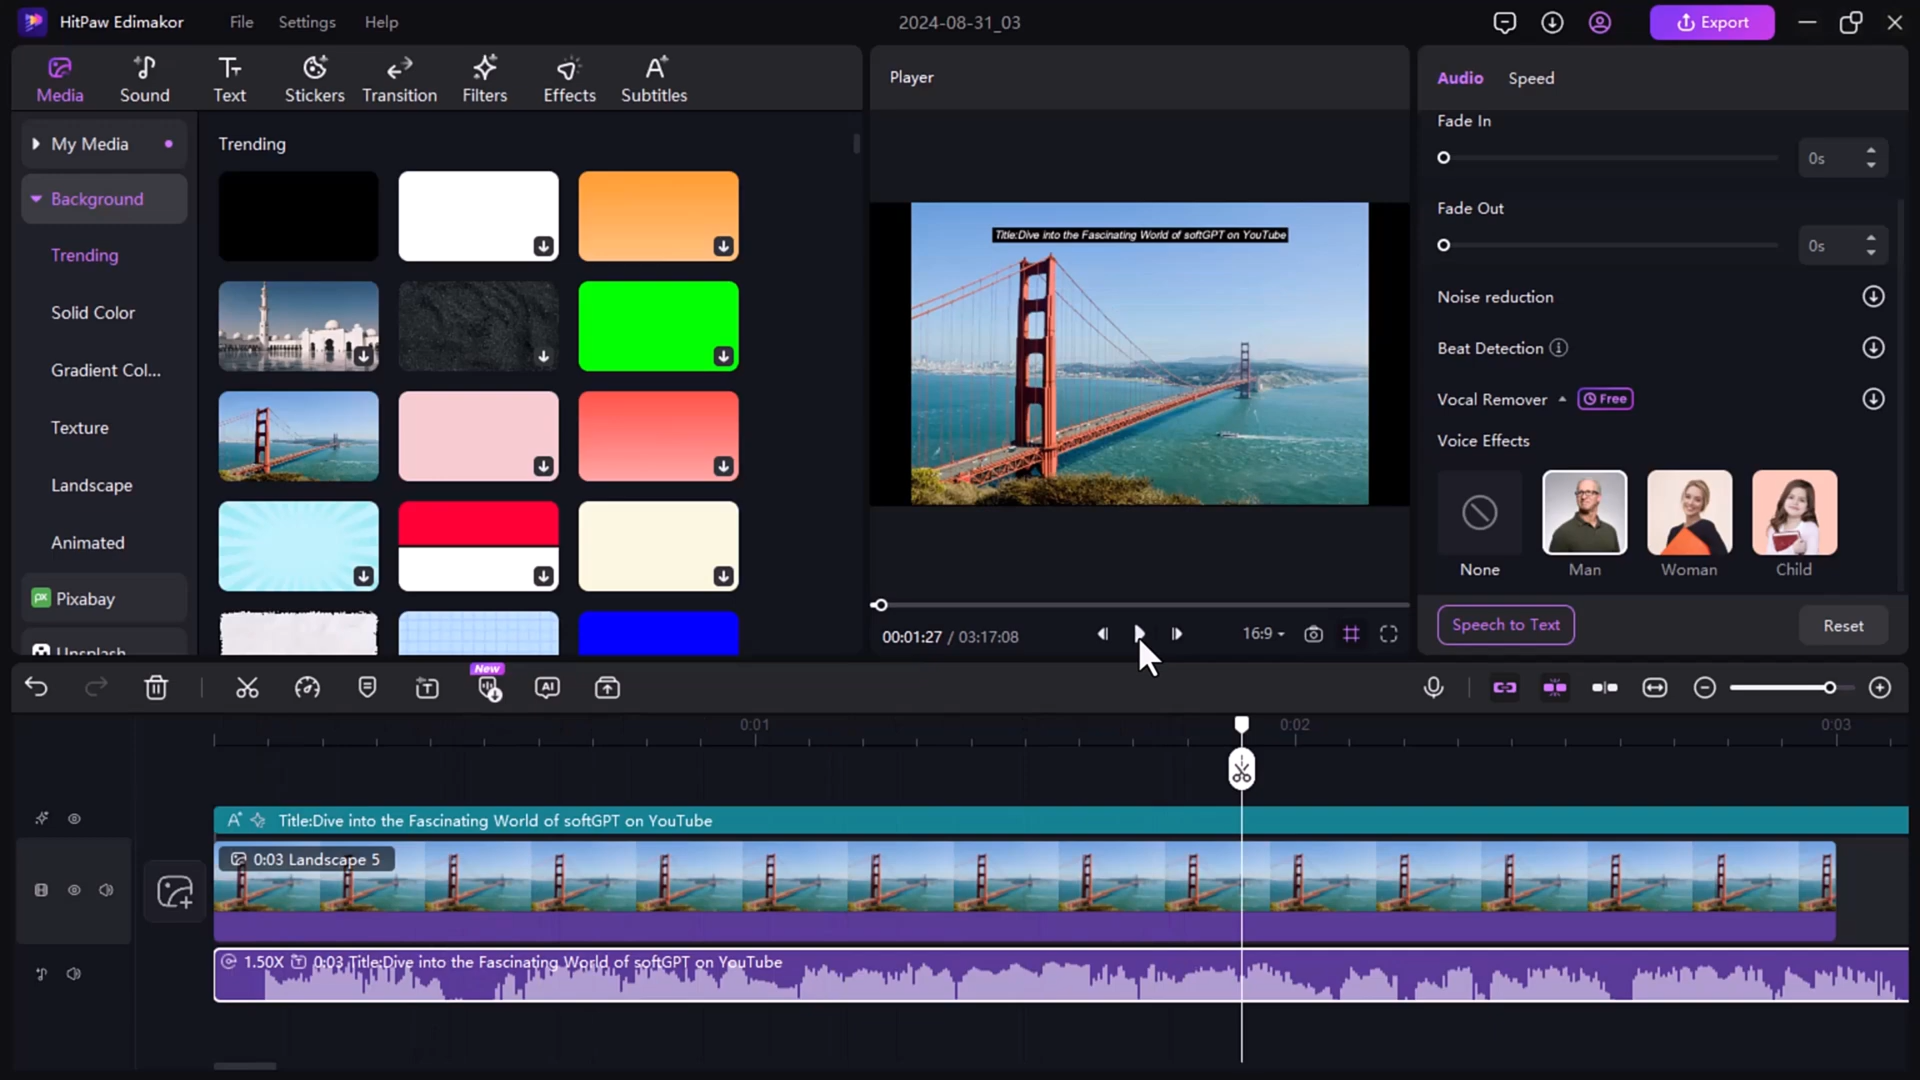 HitPaw Edimakor
File
Settings
Help
2024-08-31_03
Export
Media
Sound
Text
Stickers
Transition
Filters
Effects
Subtitles
Player
Audio
Speed
My Media
Background
Trending
Solid Color
Gradient Col...
Texture
Landscape
Animated
px Pixabay
Unsplash
Trending
Title:Dive into the Fascinating World of softGPT on YouTube
00:01:27 / 03:17:08
16:9
Fade In
0s
Fade Out
0s
Noise reduction
Beat Detection
Vocal Remover
Free
Voice Effects
None
Man
Woman
Child
Speech to Text
Reset
New
AI
0:01
0:02
0:03
Title:Dive into the Fascinating World of softGPT on YouTube
0:03 Landscape 5
1.50X 0:03 Title:Dive into the Fascinating World of softGPT on YouTube